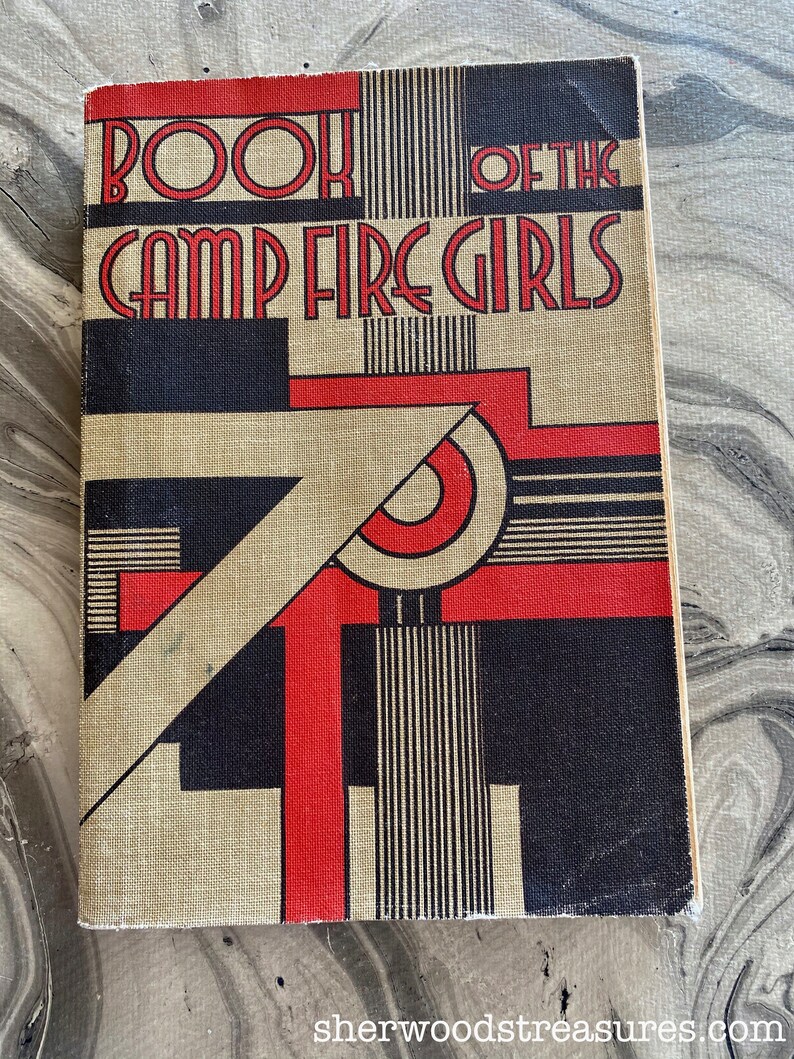 BOOK OF THE
CAMP FIRE GIRLS
sherwoodstreasures.com